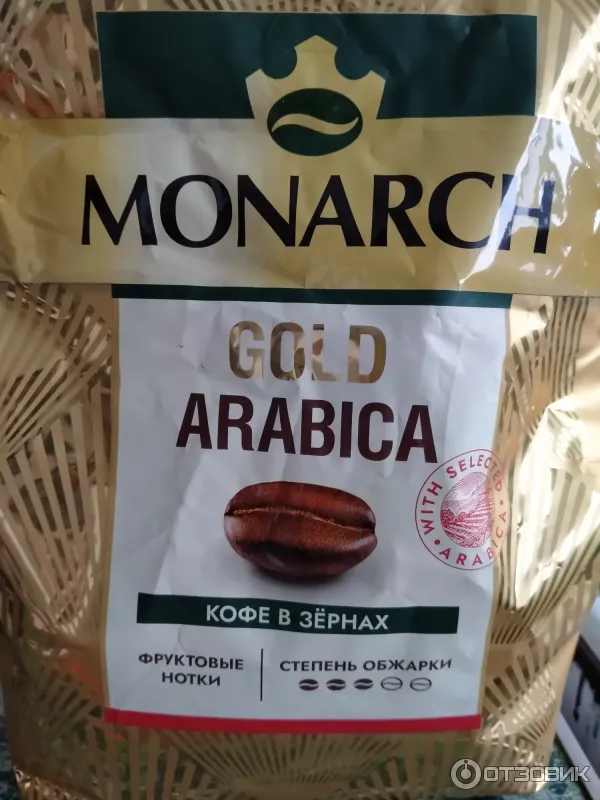 MONARCH
GOLD
ARABICA
WITH SELECTED
ARABICA
КОФЕ В ЗЁРНАХ
ФРУКТОВЫЕ
НОТКИ
СТЕПЕНЬ ОБЖАРКИ
ОТЗОВИК